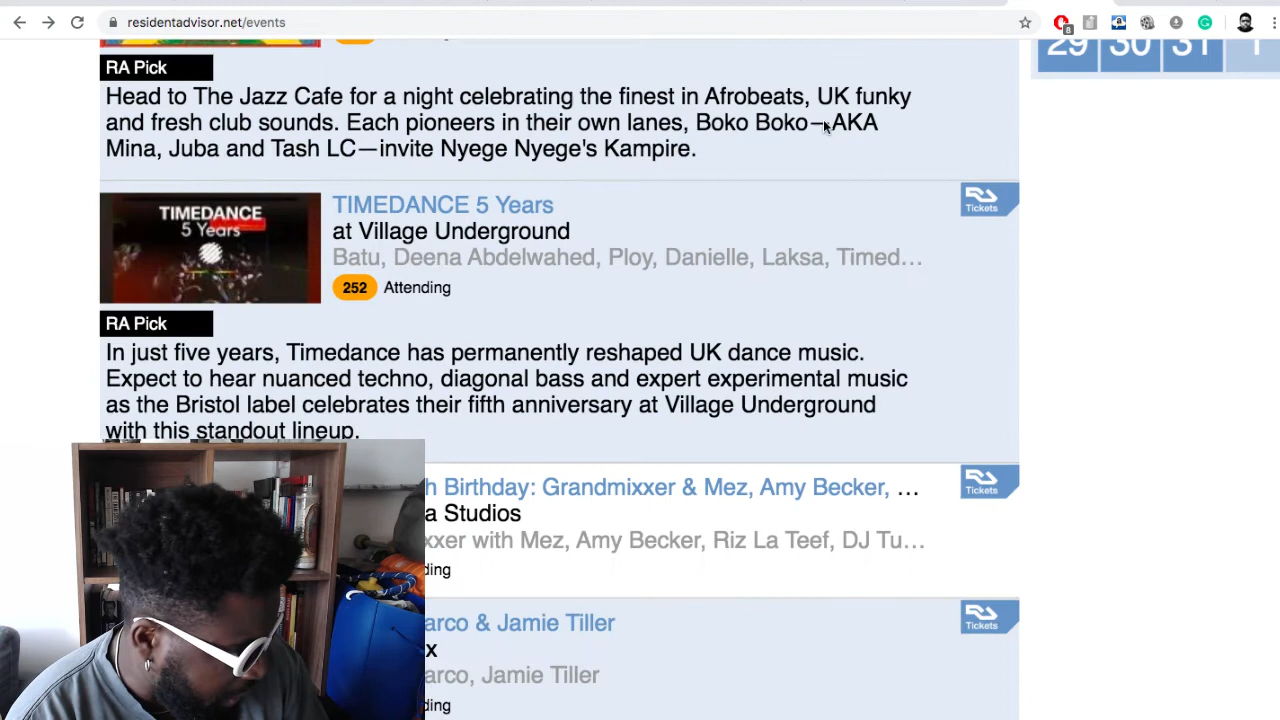 residentadvisor.net/events
8
29 30 31 1
RA Pick
Head to The Jazz Cafe for a night celebrating the finest in Afrobeats, UK funky
and fresh club sounds. Each pioneers in their own lanes, Boko Boko—AKA
Mina, Juba and Tash LC—invite Nyege Nyege's Kampire.
TIMEDANCE
5 Years
TIMEDANCE 5 Years
at Village Underground
Batu, Deena Abdelwahed, Ploy, Danielle, Laksa, Timed...
252 Attending
Tickets
RA Pick
In just five years, Timedance has permanently reshaped UK dance music.
Expect to hear nuanced techno, diagonal bass and expert experimental music
as the Bristol label celebrates their fifth anniversary at Village Underground
with this standout lineup.
h Birthday: Grandmixxer & Mez, Amy Becker, ...
a Studios
xxer with Mez, Amy Becker, Riz La Teef, DJ Tu...
ding
Tickets
arco & Jamie Tiller
x
arco, Jamie Tiller
ding
Tickets